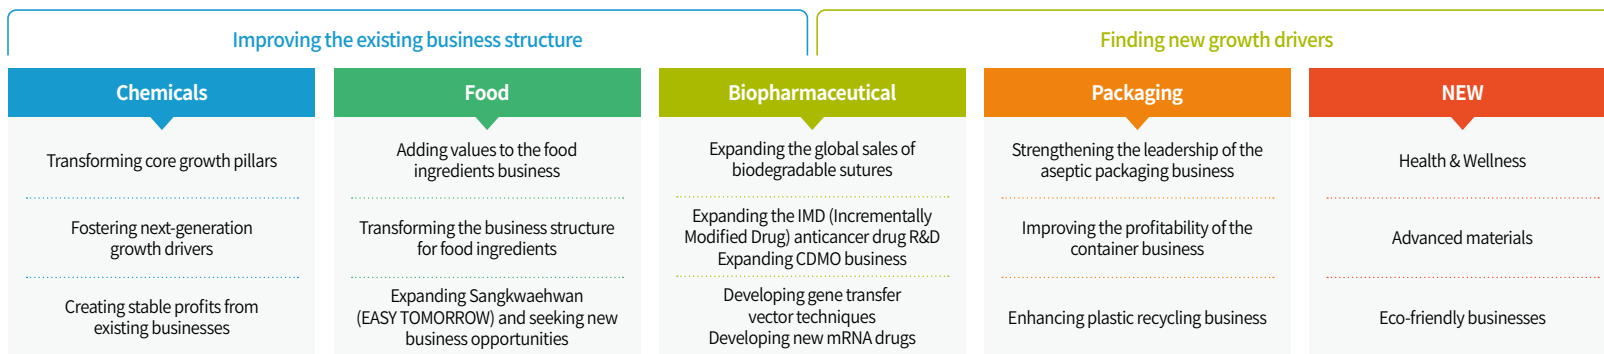 Improving the existing business structure
Finding new growth drivers
Chemicals
Transforming core growth pillars
Fostering next-generation
growth drivers
Creating stable profits from
existing businesses
Food
Adding values to the food
ingredients business
Transforming the business structure
for food ingredients
Expanding Sangkwaehwan
(EASY TOMORROW) and seeking new
business opportunities
Biopharmaceutical
Expanding the global sales of
biodegradable sutures
Expanding the IMD (Incrementally
Modified Drug) anticancer drug R&D
Expanding CDMO business
Developing gene transfer
vector techniques
Developing new mRNA drugs
Packaging
Strengthening the leadership of the
aseptic packaging business
Improving the profitability of the
container business
Enhancing plastic recycling business
NEW
Health & Wellness
Advanced materials
Eco-friendly businesses